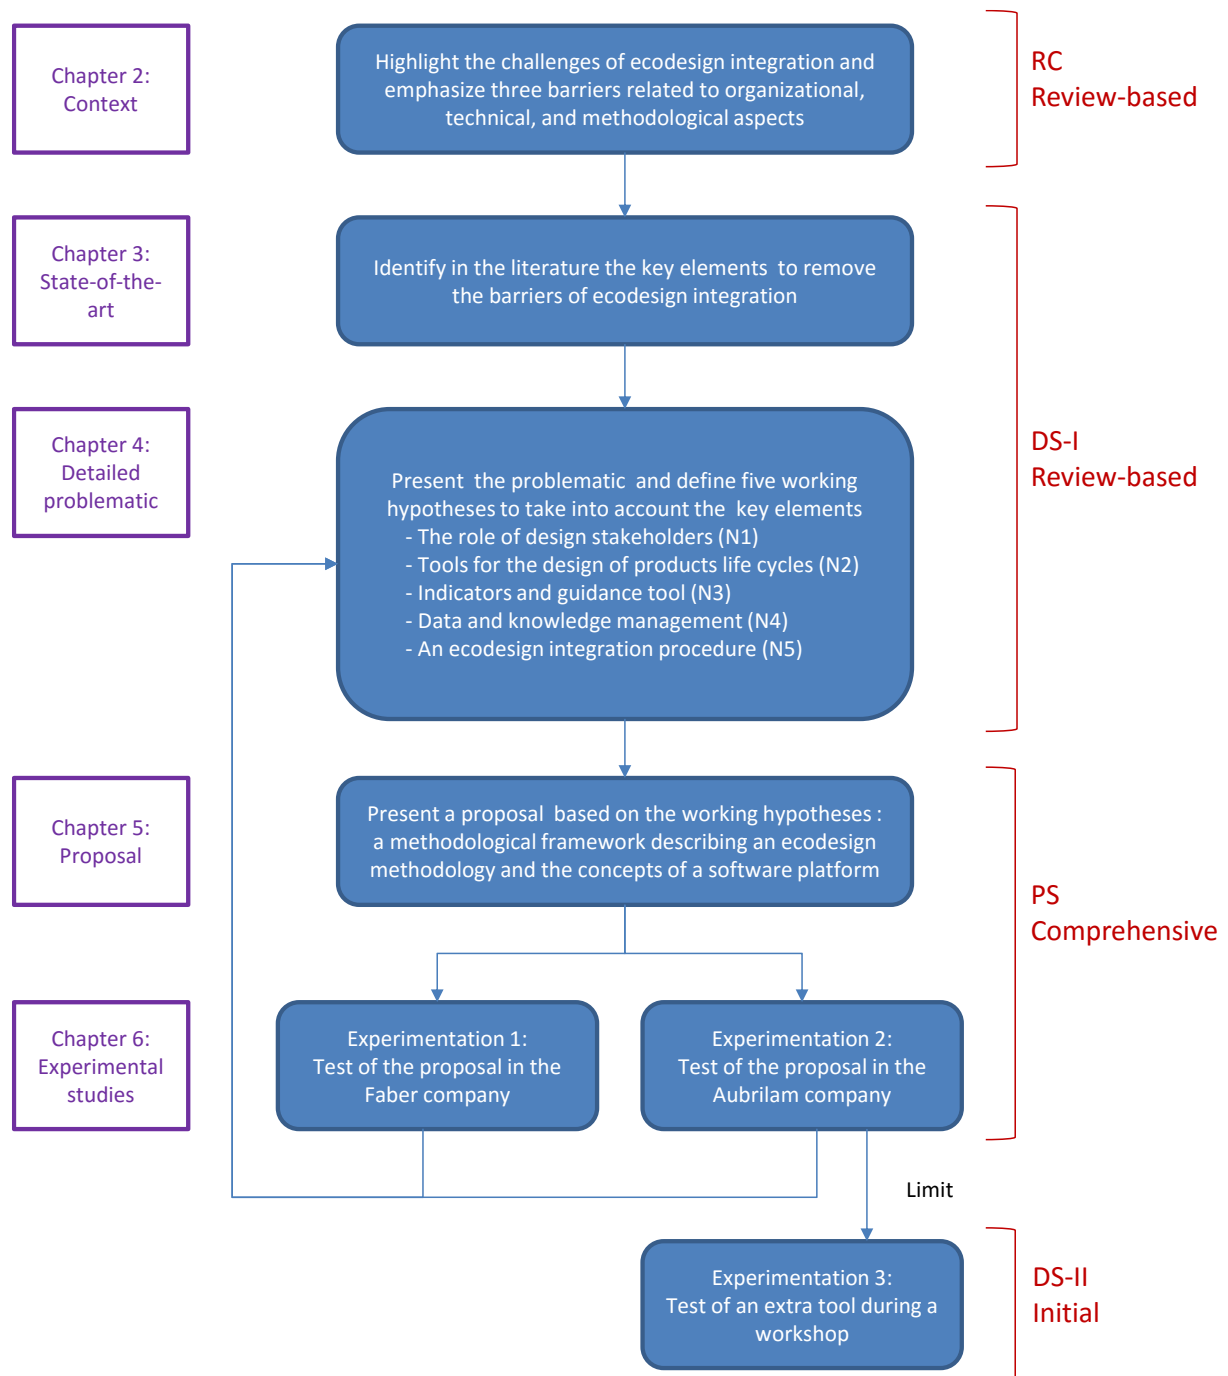 Chapter 2:
Context
Highlight the challenges of ecodesign integration and
emphasize three barriers related to organizational,
technical, and methodological aspects
RC
Review-based
Chapter 3:
State-of-the-
art
Identify in the literature the key elements to remove
the barriers of ecodesign integration
Chapter 4:
Detailed
problematic
Present the problematic and define five working
hypotheses to take into account the key elements
- The role of design stakeholders (N1)
- Tools for the design of products life cycles (N2)
- Indicators and guidance tool (N3)
- Data and knowledge management (N4)
- An ecodesign integration procedure (N5)
DS-I
Review-based
Chapter 5:
Proposal
Present a proposal based on the working hypotheses :
a methodological framework describing an ecodesign
methodology and the concepts of a software platform
PS
Comprehensive
Chapter 6:
Experimental
studies
Experimentation 1:
Test of the proposal in the
Faber company
Experimentation 2:
Test of the proposal in the
Aubrilam company
Limit
Experimentation 3:
Test of an extra tool during a
workshop
DS-II
Initial